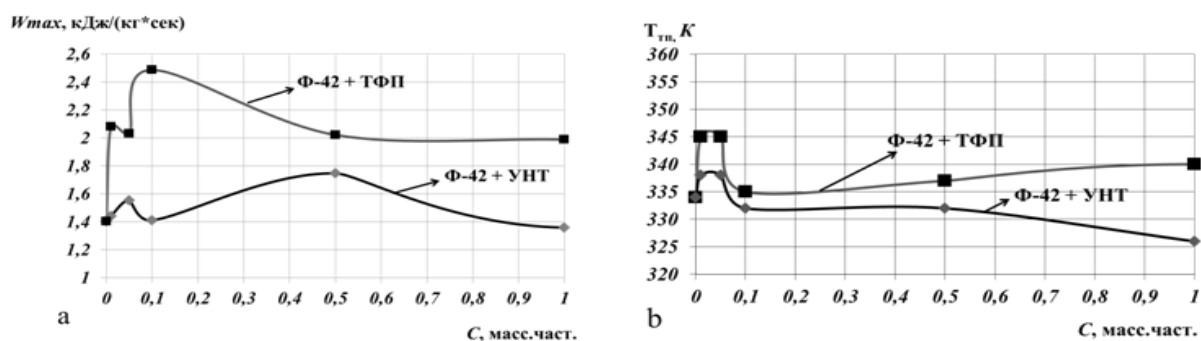 Wmax, кДж/(кг*сек)
2,6
2,4
2,2
2
1,8
1,6
1,4
1,2
1
Ф-42 + ТФП
Ф-42 + УНТ
0 0,1 0,2 0,3 0,4 0,5 0,6 0,7 0,8 0,9 1
a
С, масс.част.
Tтп, К
360
355
350
345
340
335
330
325
320
Ф-42 + ТФП
Ф-42 + УНТ
0 0,1 0,2 0,3 0,4 0,5 0,6 0,7 0,8 0,9 1
b
С, масс.част.